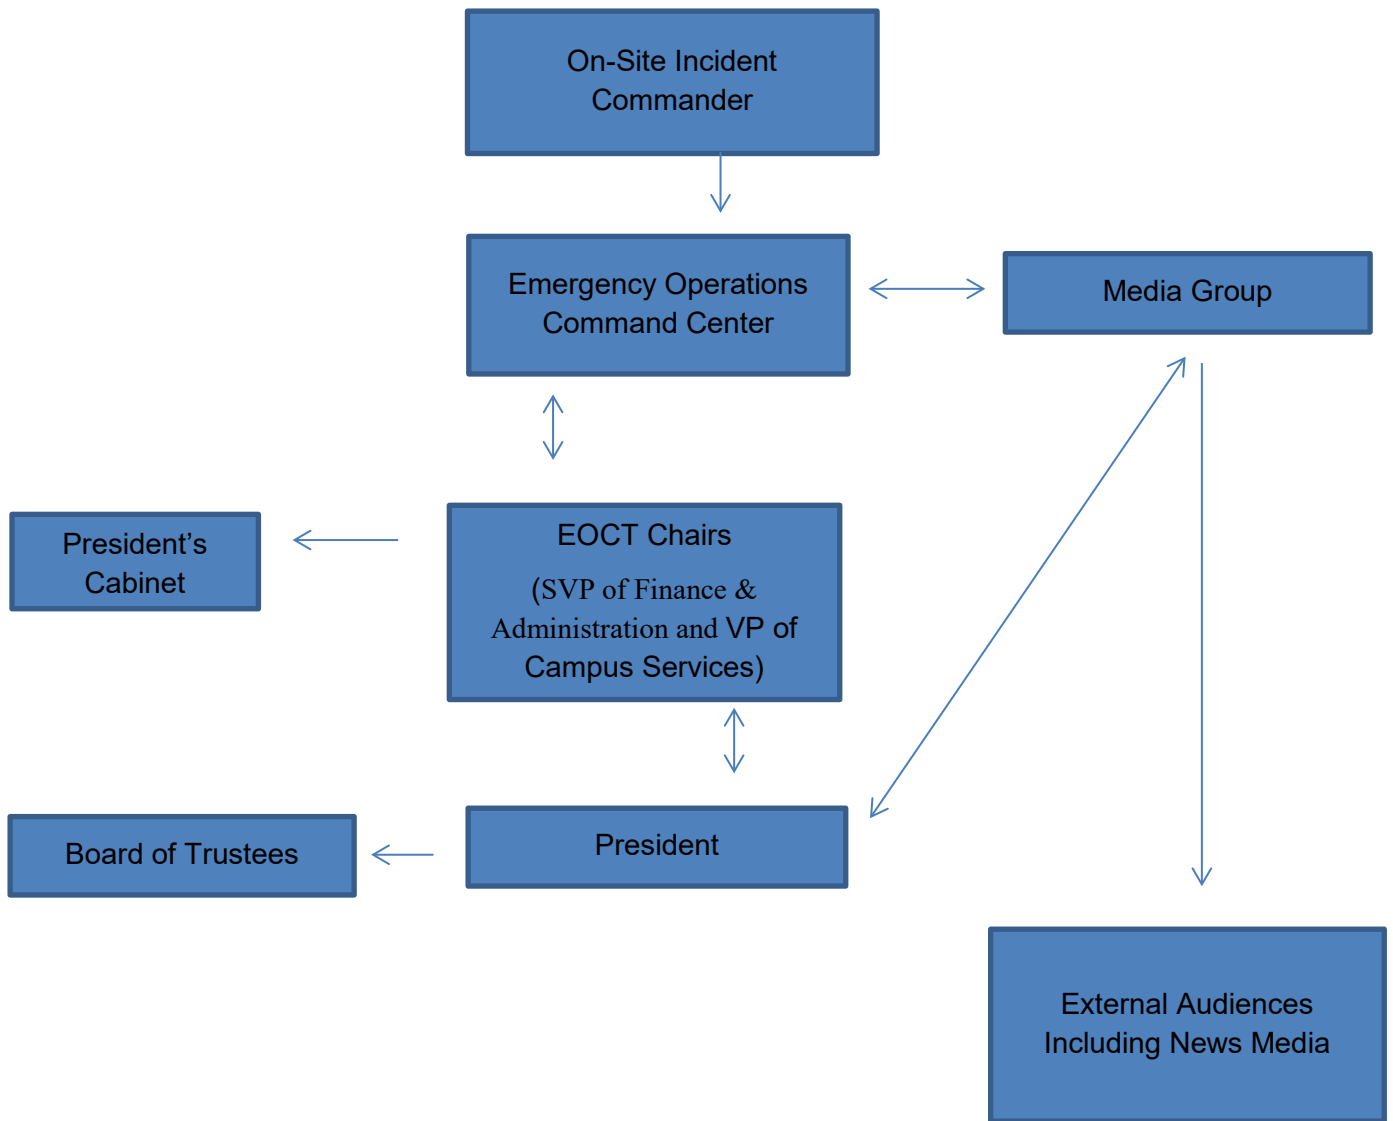 On-Site Incident
Commander
Emergency Operations
Command Center
Media Group
President’s
Cabinet
EOCT Chairs
(SVP of Finance &
Administration and VP of
Campus Services)
Board of Trustees
President
External Audiences
Including News Media